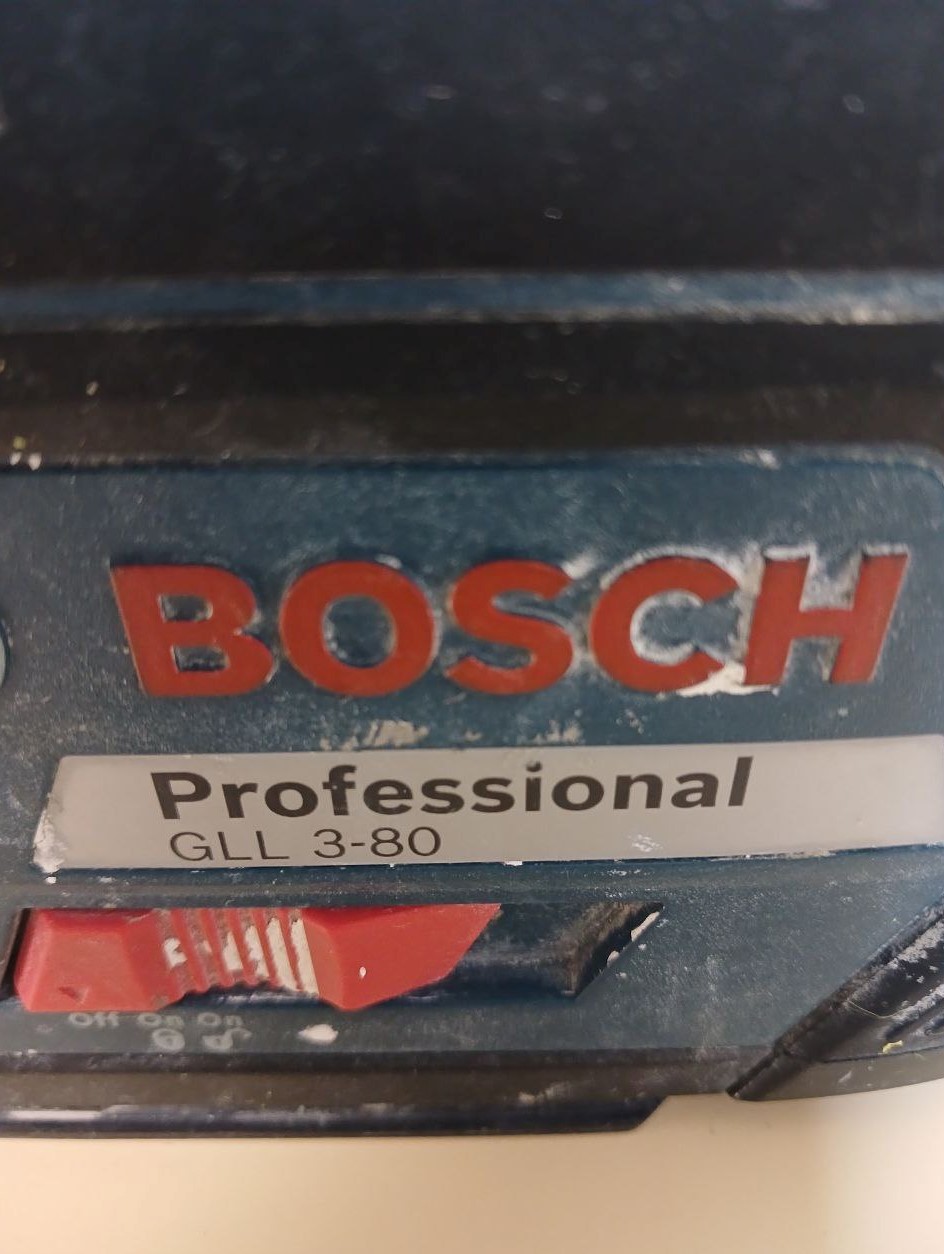 BOSCH
Professional
GLL 3-80
Off On On